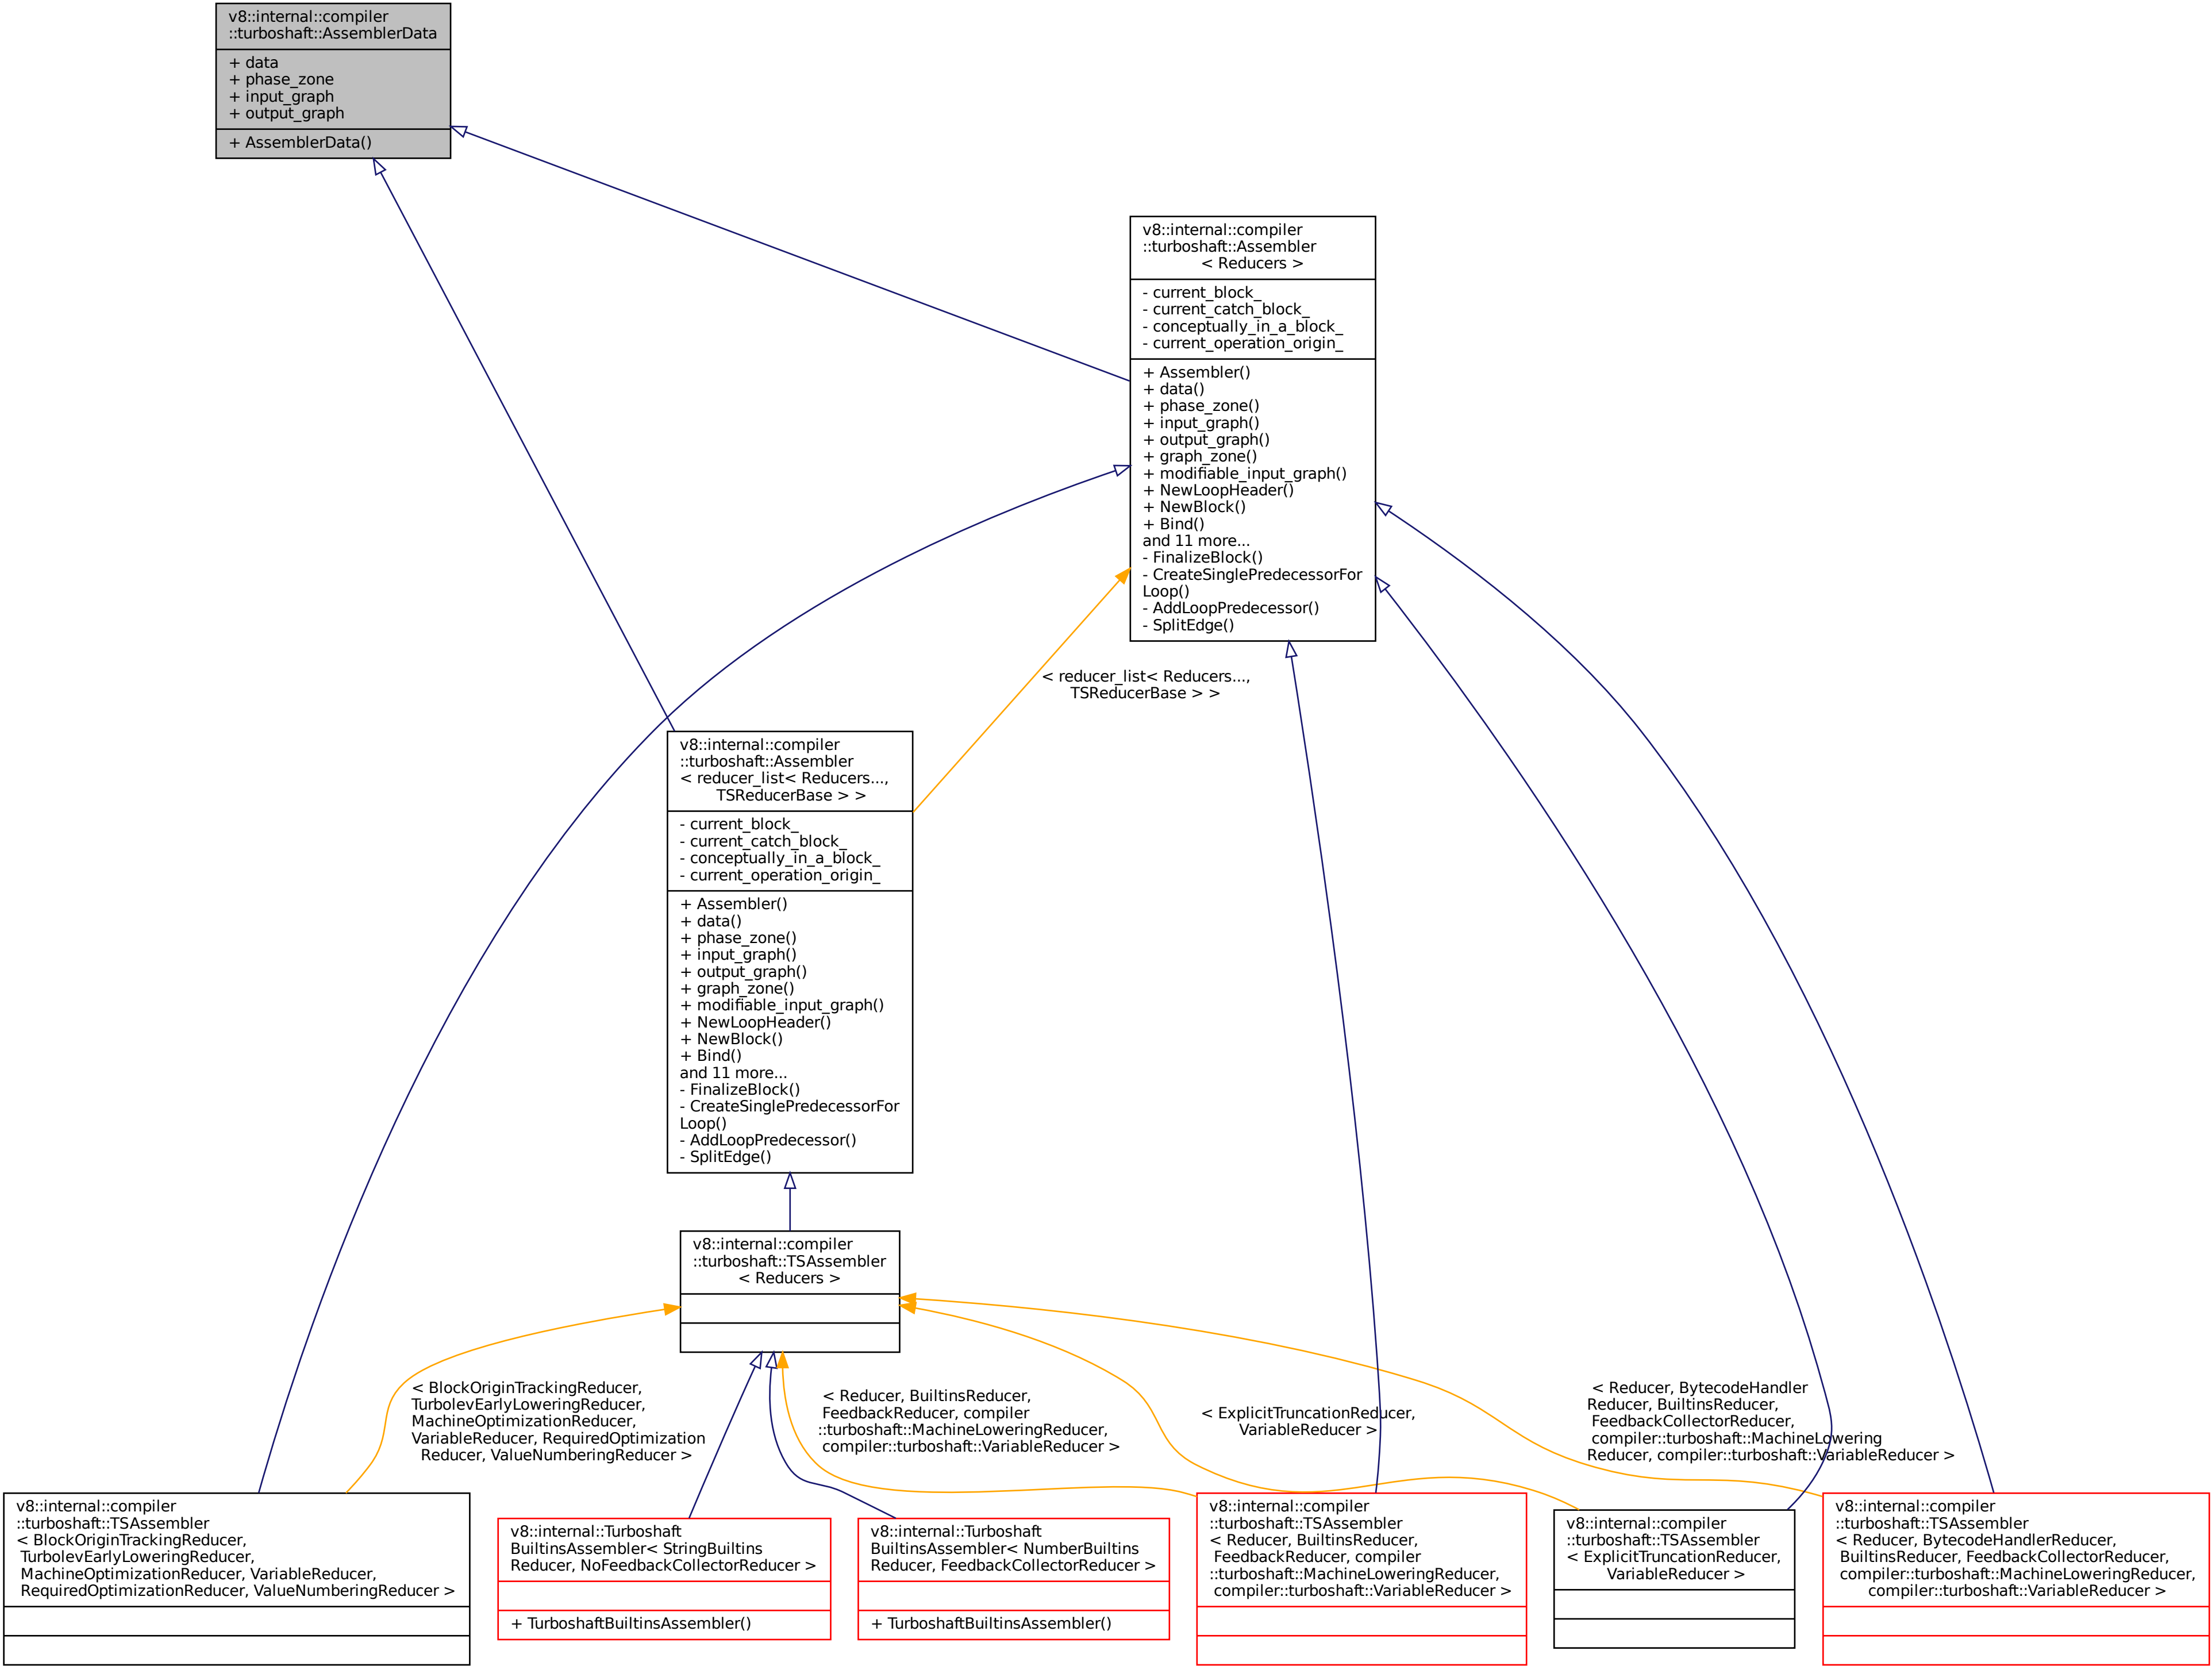 v8::internal::compiler
::turboshaft::AssemblerData
+ data
+ phase_zone
+ input_graph
+ output_graph
+ AssemblerData()
v8::internal::compiler
::turboshaft::Assembler
< Reducers >
- current_block_
- current_catch_block_
- conceptually_in_a_block_
- current_operation_origin_
+ Assembler()
+ data()
+ phase_zone()
+ input_graph()
+ output_graph()
+ graph_zone()
+ modifiable_input_graph()
+ NewLoopHeader()
+ NewBlock()
+ Bind()
and 11 more...
- FinalizeBlock()
- CreateSinglePredecessorFor
Loop()
- AddLoopPredecessor()
- SplitEdge()
< reducer_list< Reducers...,
TSReducerBase > >
v8::internal::compiler
::turboshaft::Assembler
< reducer_list< Reducers...,
TSReducerBase > >
- current_block_
- current_catch_block_
- conceptually_in_a_block_
- current_operation_origin_
+ Assembler()
+ data()
+ phase_zone()
+ input_graph()
+ output_graph()
+ graph_zone()
+ modifiable_input_graph()
+ NewLoopHeader()
+ NewBlock()
+ Bind()
and 11 more...
- FinalizeBlock()
- CreateSinglePredecessorFor
Loop()
- AddLoopPredecessor()
- SplitEdge()
v8::internal::compiler
::turboshaft::TSAssembler
< Reducers >
< BlockOriginTrackingReducer,
TurbolevEarlyLoweringReducer,
MachineOptimizationReducer,
VariableReducer, RequiredOptimization
Reducer, ValueNumberingReducer >
< Reducer, BuiltinsReducer,
FeedbackReducer, compiler
::turboshaft::MachineLoweringReducer,
compiler::turboshaft::VariableReducer >
< ExplicitTruncationReducer,
VariableReducer >
< Reducer, BytecodeHandler
Reducer, BuiltinsReducer,
FeedbackCollectorReducer,
compiler::turboshaft::MachineLowering
Reducer, compiler::turboshaft::VariableReducer >
v8::internal::compiler
::turboshaft::TSAssembler
< BlockOriginTrackingReducer,
TurbolevEarlyLoweringReducer,
MachineOptimizationReducer, VariableReducer,
RequiredOptimizationReducer, ValueNumberingReducer >
v8::internal::Turboshaft
BuiltinsAssembler< StringBuiltins
Reducer, NoFeedbackCollectorReducer >
+ TurboshaftBuiltinsAssembler()
v8::internal::Turboshaft
BuiltinsAssembler< NumberBuiltins
Reducer, FeedbackCollectorReducer >
+ TurboshaftBuiltinsAssembler()
v8::internal::compiler
::turboshaft::TSAssembler
< Reducer, BuiltinsReducer,
FeedbackReducer, compiler
::turboshaft::MachineLoweringReducer,
compiler::turboshaft::VariableReducer >
v8::internal::compiler
::turboshaft::TSAssembler
< ExplicitTruncationReducer,
VariableReducer >
v8::internal::compiler
::turboshaft::TSAssembler
< Reducer, BytecodeHandlerReducer,
BuiltinsReducer, FeedbackCollectorReducer,
compiler::turboshaft::MachineLoweringReducer,
compiler::turboshaft::VariableReducer >